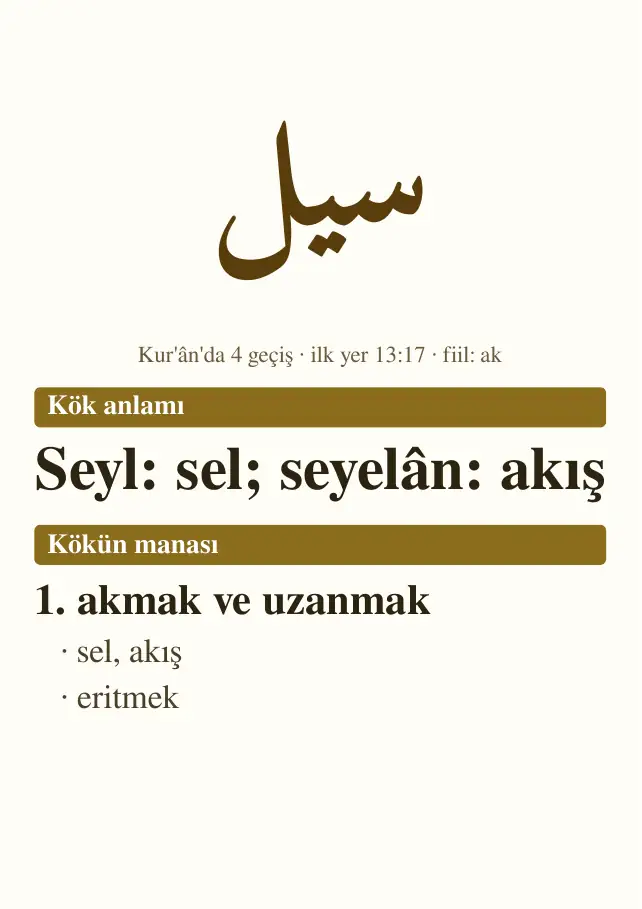 سيل
Kur'ân'da 4 geçiş · ilk yer 13:17 · fiil: ak
Kök anlamı
Seyl: sel; seyelân: akış
Kökün manası
1. akmak ve uzanmak
· sel, akış
· eritmek